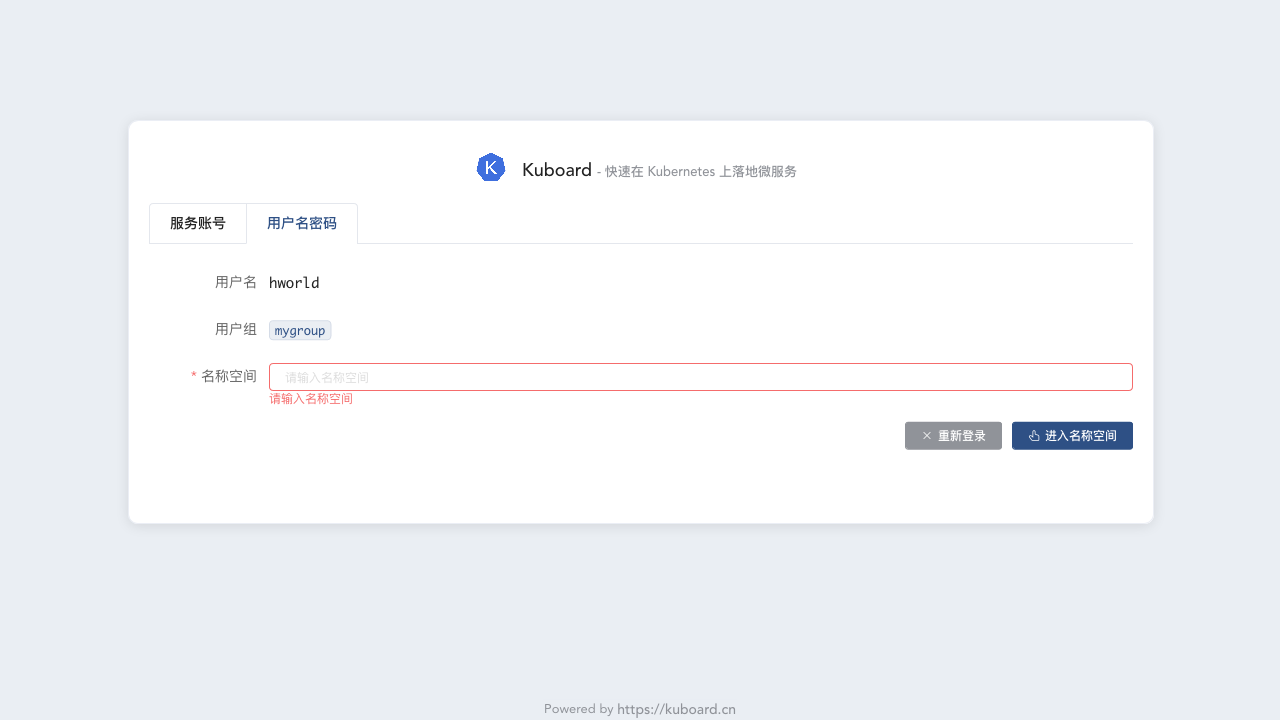 K Kuboard - 快速在 Kubernetes 上落地微服务
服务账号 用户名密码
用户名 hworld
用户组 mygroup
* 名称空间 请输入名称空间
请输入名称空间
重新登录 进入名称空间
Powered by https://kuboard.cn